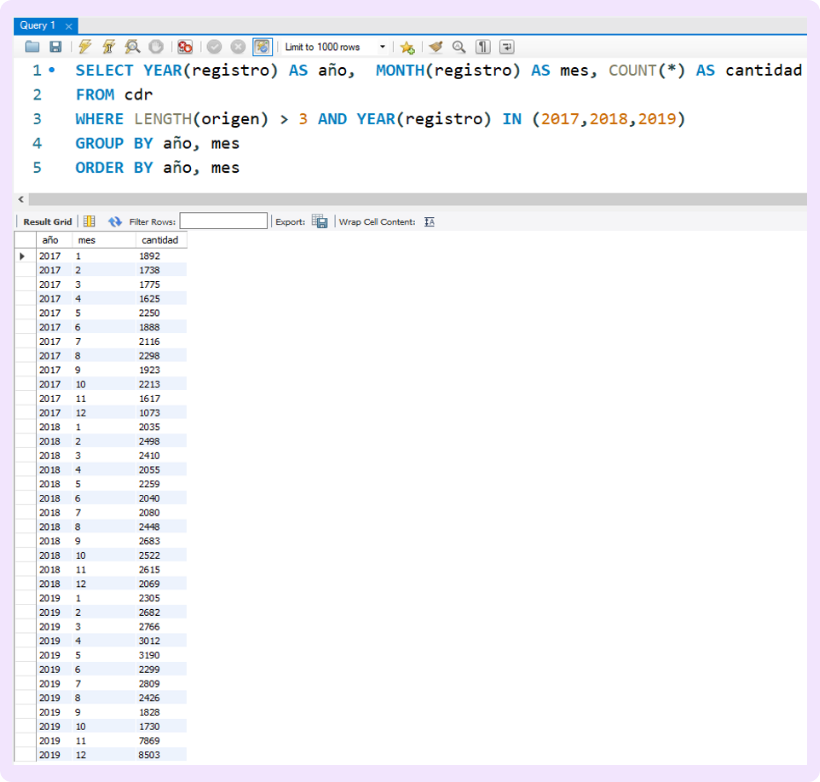 Query 1 ×
Limit to 1000 rows
1 SELECT YEAR(registro) AS año,  MONTH(registro) AS mes, COUNT(*) AS cantidad
2 FROM cdr
3 WHERE LENGTH(origen) > 3 AND YEAR(registro) IN (2017,2018,2019)
4 GROUP BY año, mes
5 ORDER BY año, mes
Result Grid Filter Rows: Export: Wrap Cell Content:
año mes cantidad
2017 1 1892
2017 2 1738
2017 3 1775
2017 4 1625
2017 5 2250
2017 6 1888
2017 7 2116
2017 8 2298
2017 9 1923
2017 10 2213
2017 11 1617
2017 12 1073
2018 1 2035
2018 2 2498
2018 3 2410
2018 4 2055
2018 5 2259
2018 6 2040
2018 7 2080
2018 8 2448
2018 9 2683
2018 10 2522
2018 11 2615
2018 12 2069
2019 1 2305
2019 2 2682
2019 3 2766
2019 4 3012
2019 5 3190
2019 6 2299
2019 7 2809
2019 8 2426
2019 9 1828
2019 10 1730
2019 11 7869
2019 12 8503